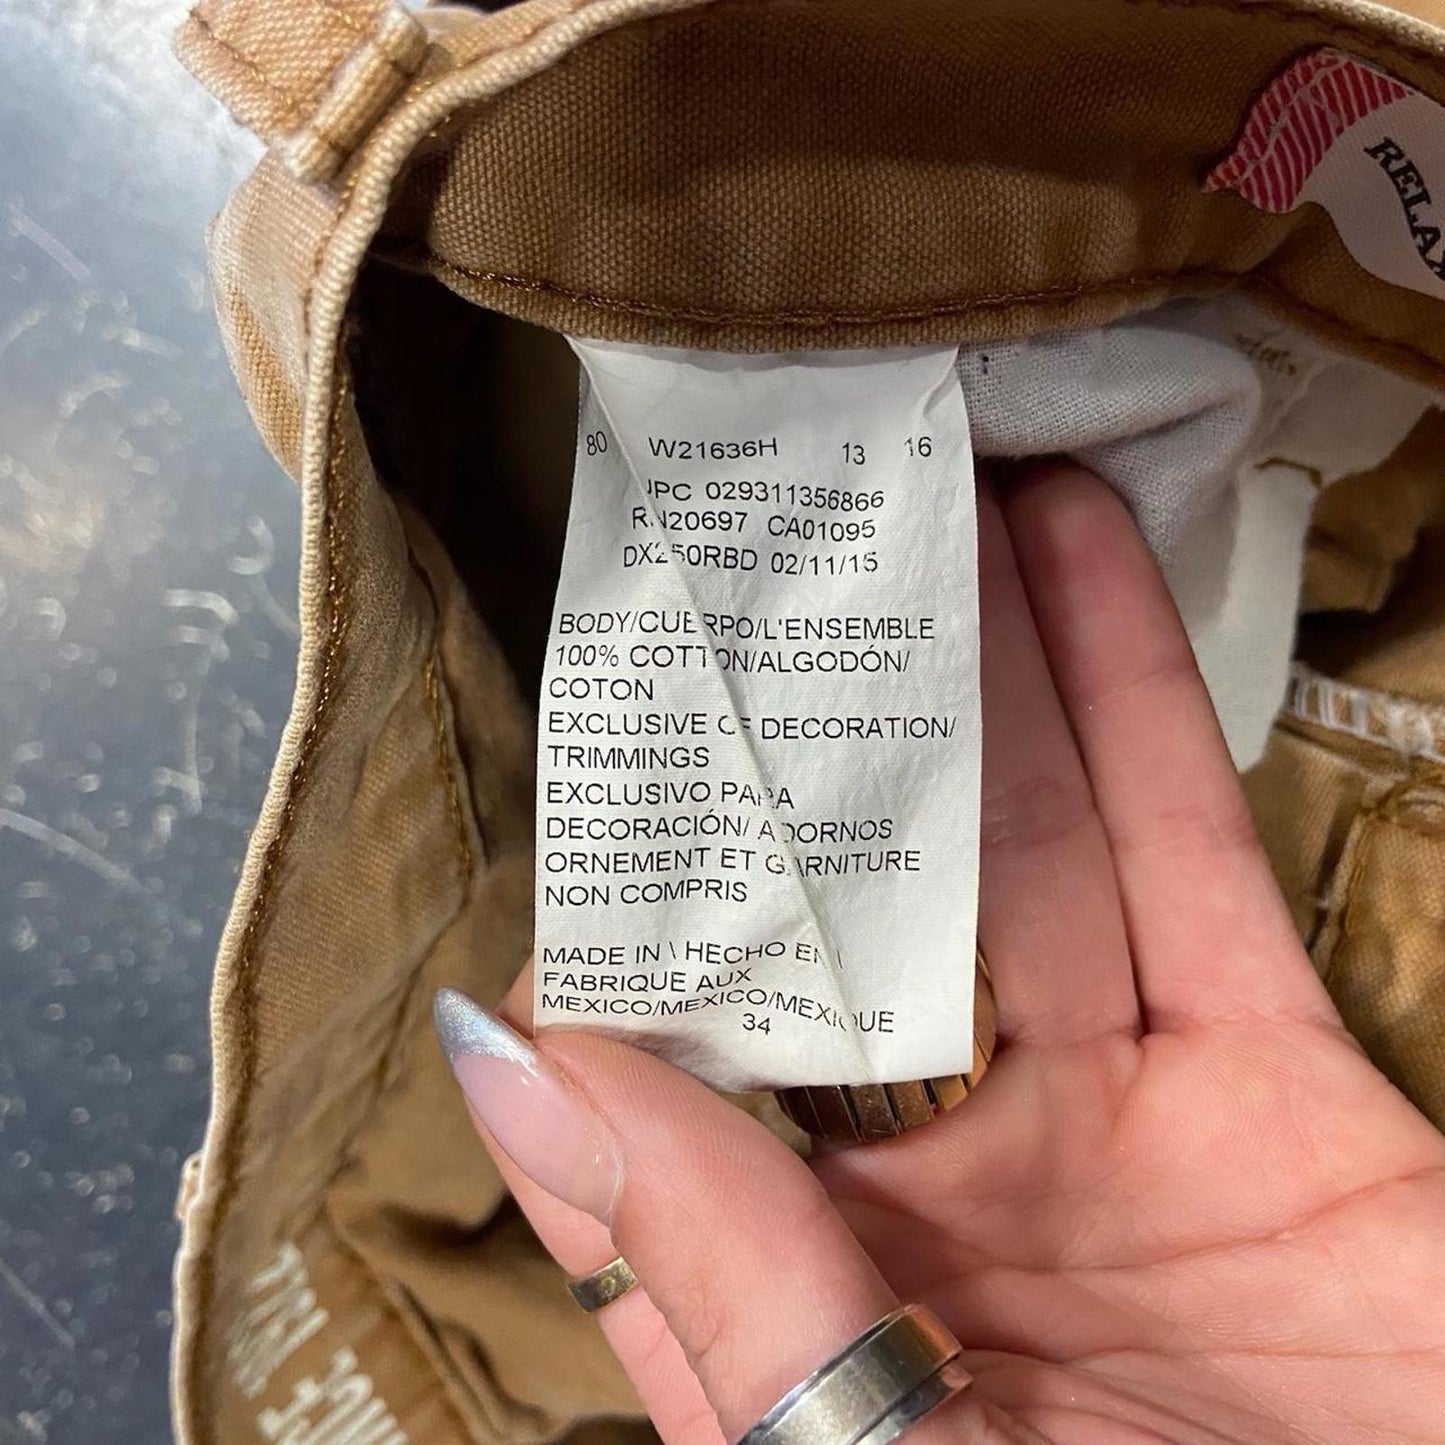 80 W21636H 13 16
UPC 029311356866
RN20697 CA01095
DX250RBD 02/11/15
BODY/CUERPO/L'ENSEMBLE
100% COTTON/ALGODÓN/
COTON
EXCLUSIVE OF DECORATION/
TRIMMINGS
EXCLUSIVO PARA
DECORACIÓN/ ADORNOS
ORNEMENT ET GARNITURE
NON COMPRIS
MADE IN \ HECHO EN \
FABRIQUE AUX
MEXICO/MEXICO/MEXIQUE
34